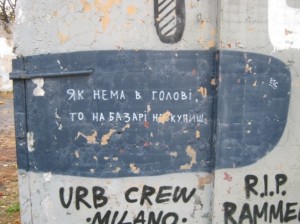 ЯК НЕМА В ГОЛОВІ,
ТО НА БАЗАРІ НЕ КУПИШ.
URB CREW
·MILANO·
R.I.P.
RAMME